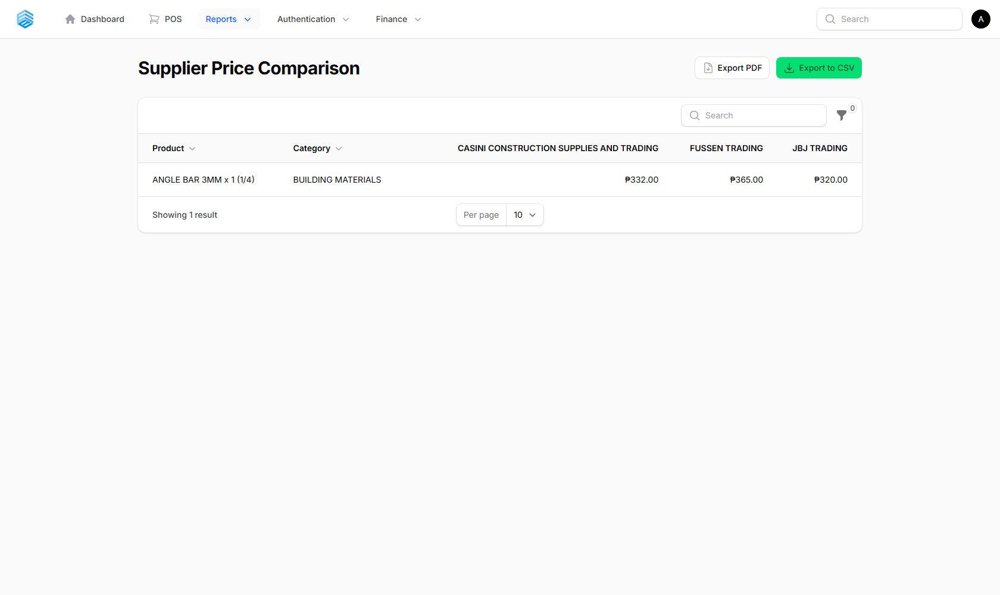 Dashboard POS Reports Authentication Finance Search A
Supplier Price Comparison Export PDF Export to CSV
Search 0
Product Category CASINI CONSTRUCTION SUPPLIES AND TRADING FUSSEN TRADING JBJ TRADING
ANGLE BAR 3MM x 1 (1/4) BUILDING MATERIALS ₱332.00 ₱365.00 ₱320.00
Showing 1 result Per page 10